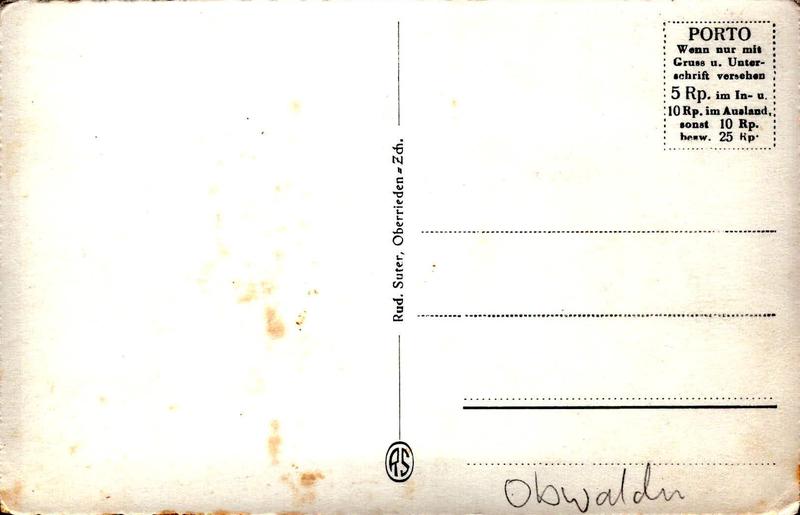 PORTO
Wenn nur mit
Gruss u. Unter-
schrift versehen
5 Rp. im In- u.
10 Rp. im Ausland,
sonst 10 Rp.
bezw. 25 Rp.
Rud. Suter, Oberrieden-Zch.
RS
Obwalden